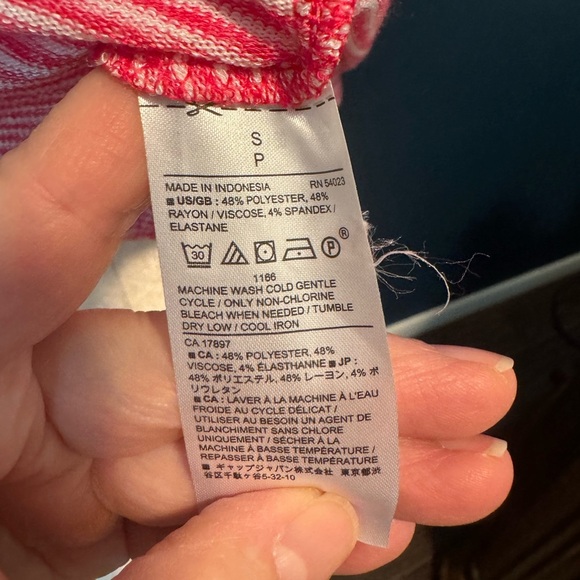 S
P
MADE IN INDONESIA RN 54023
■ US/GB : 48% POLYESTER, 48%
RAYON / VISCOSE, 4% SPANDEX /
ELASTANE
30 P ®
1166
MACHINE WASH COLD GENTLE
CYCLE / ONLY NON-CHLORINE
BLEACH WHEN NEEDED / TUMBLE
DRY LOW / COOL IRON
CA 17897
■ CA : 48% POLYESTER, 48%
VISCOSE, 4% ÉLASTHANNE ■ JP :
48% ポリエステル, 48% レーヨン, 4% ポ
リウレタン
■ CA : LAVER À LA MACHINE À L'EAU
FROIDE AU CYCLE DÉLICAT /
UTILISER AU BESOIN UN AGENT DE
BLANCHIMENT SANS CHLORE
UNIQUEMENT / SÉCHER À LA
MACHINE À BASSE TEMPÉRATURE /
REPASSER À BASSE TEMPÉRATURE
■ ギャップジャパン株式会社 東京都渋
谷区千駄ヶ谷5-32-10